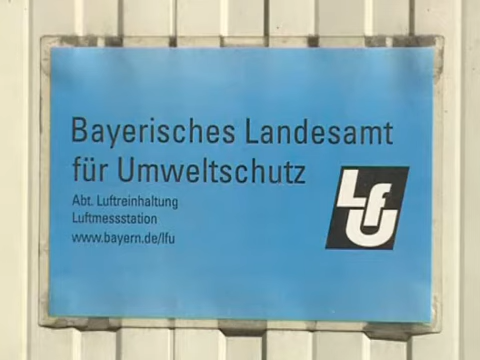 Bayerisches Landesamt
für Umweltschutz
Abt. Luftreinhaltung
Luftmessstation
www.bayern.de/lfu
LfU